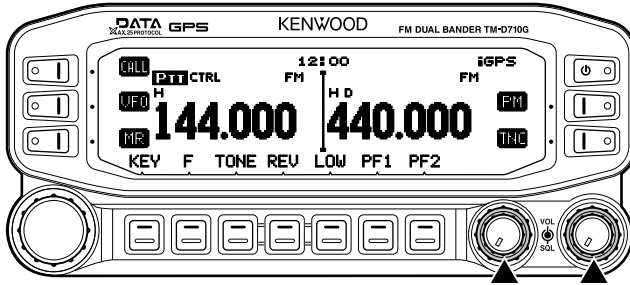 DATA GPS KENWOOD FM DUAL BANDER TM-D710G
AX.25 PROTOCOL
CALL 12:00 iGPS
PTT CTRL FM FM
VFO H H D PM
144.000 440.000
MR TNC
KEY F TONE REV LOW PF1 PF2
VOL
SQL